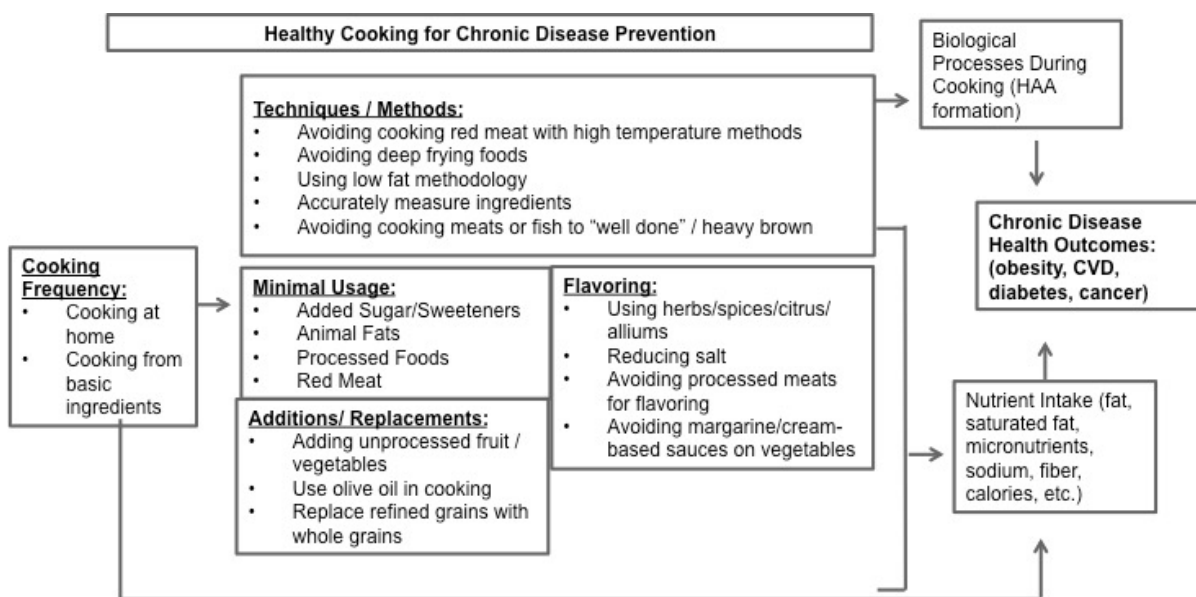 Healthy Cooking for Chronic Disease Prevention
Biological
Processes During
Cooking (HAA
formation)
Techniques / Methods:
• Avoiding cooking red meat with high temperature methods
• Avoiding deep frying foods
• Using low fat methodology
• Accurately measure ingredients
• Avoiding cooking meats or fish to “well done” / heavy brown
Chronic Disease
Health Outcomes:
(obesity, CVD,
diabetes, cancer)
Cooking
Frequency:
• Cooking at
home
• Cooking from
basic
ingredients
Minimal Usage:
• Added Sugar/Sweeteners
• Animal Fats
• Processed Foods
• Red Meat
Flavoring:
• Using herbs/spices/citrus/
alliums
• Reducing salt
• Avoiding processed meats
for flavoring
• Avoiding margarine/cream-
based sauces on vegetables
Additions/ Replacements:
• Adding unprocessed fruit /
vegetables
• Use olive oil in cooking
• Replace refined grains with
whole grains
Nutrient Intake (fat,
saturated fat,
micronutrients,
sodium, fiber,
calories, etc.)